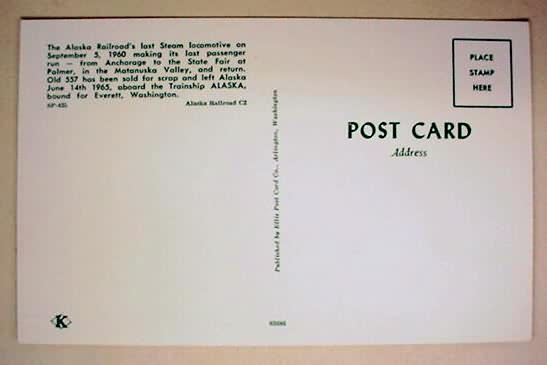 The Alaska Railroad's last Steam locomotive on
September 5, 1960 making its last passenger
run — from Anchorage to the State Fair at
Palmer, in the Matanuska Valley, and return.
Old 557 has been sold for scrap and left Alaska
June 14th 1965, aboard the Trainship ALASKA,
bound for Everett, Washington.
Alaska Railroad C2
Published by Ellis Post Card Co., Arlington, Washington
PLACE
STAMP
HERE
POST CARD
Address
K